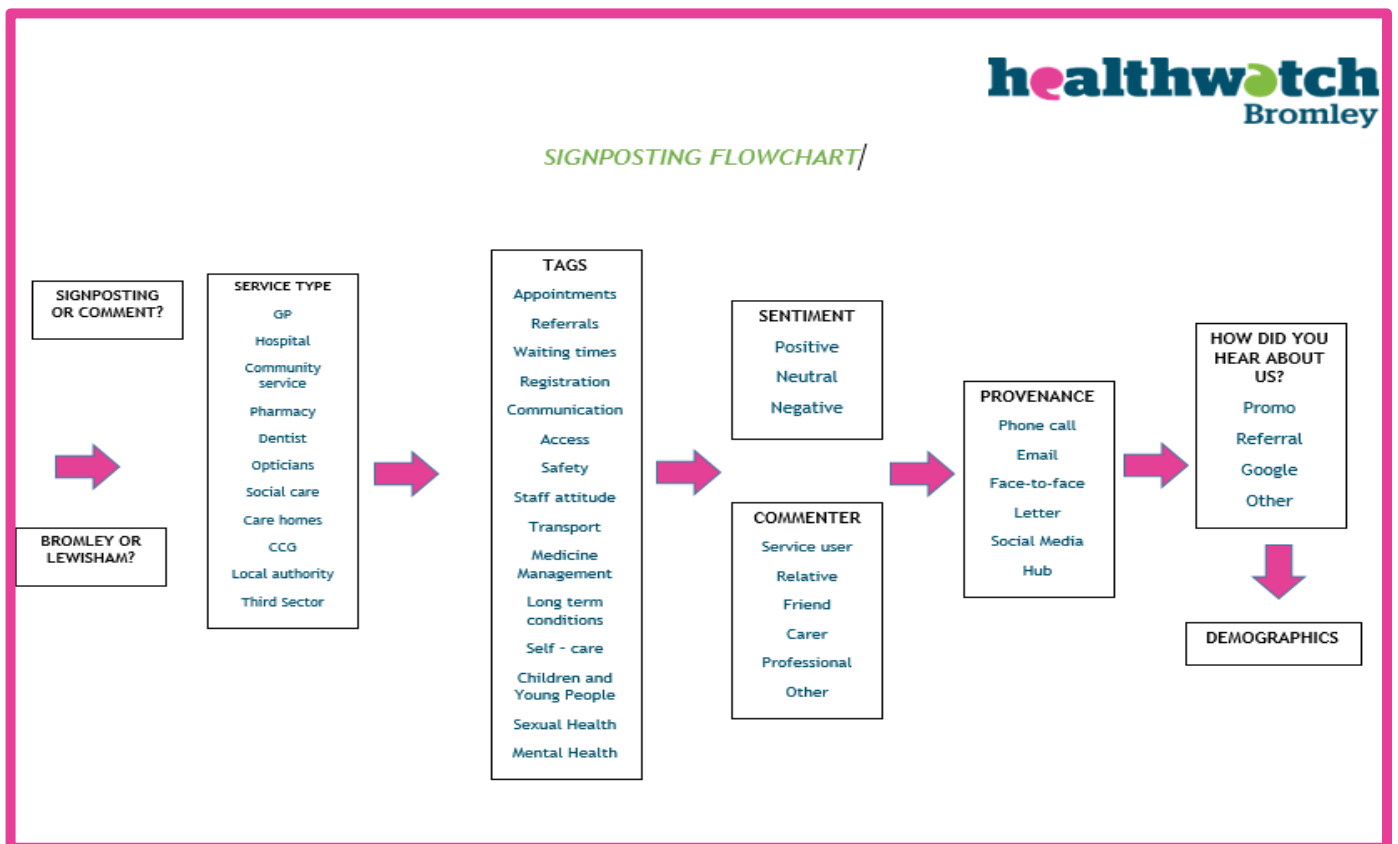 healthwatch
Bromley
SIGNPOSTING FLOWCHART/
SIGNPOSTING
OR COMMENT?
BROMLEY OR
LEWISHAM?
SERVICE TYPE
GP
Hospital
Community
service
Pharmacy
Dentist
Opticians
Social care
Care homes
CCG
Local authority
Third Sector
TAGS
Appointments
Referrals
Waiting times
Registration
Communication
Access
Safety
Staff attitude
Transport
Medicine
Management
Long term
conditions
Self - care
Children and
Young People
Sexual Health
Mental Health
SENTIMENT
Positive
Neutral
Negative
COMMENTER
Service user
Relative
Friend
Carer
Professional
Other
PROVENANCE
Phone call
Email
Face-to-face
Letter
Social Media
Hub
HOW DID YOU
HEAR ABOUT
US?
Promo
Referral
Google
Other
DEMOGRAPHICS